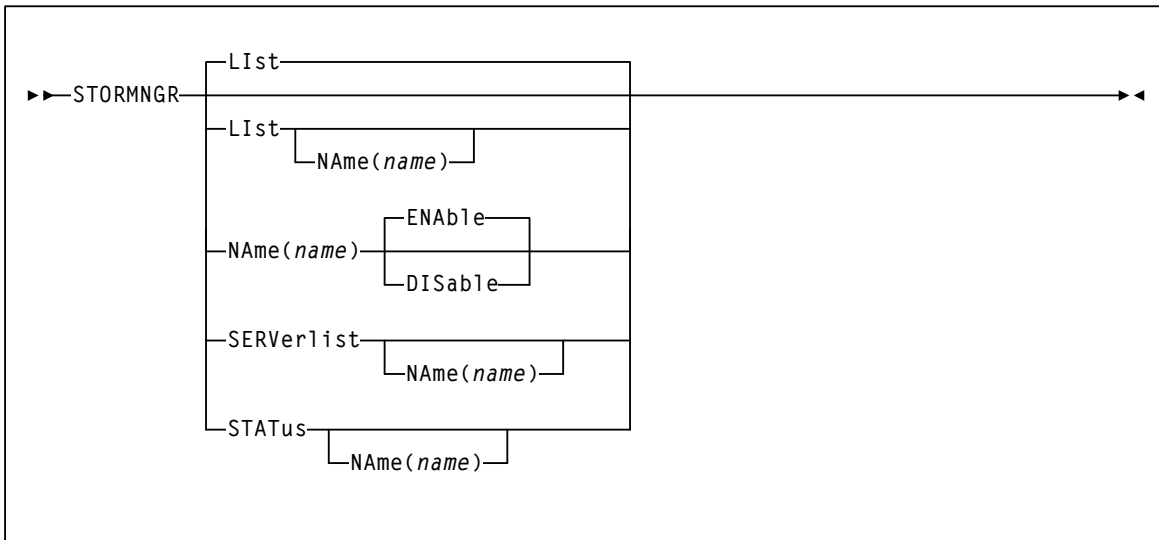 LIst
►►─STORMNGR
LIst
NAme(name)
ENAble
NAme(name)
DISable
SERVerlist
NAme(name)
STATus
NAme(name)